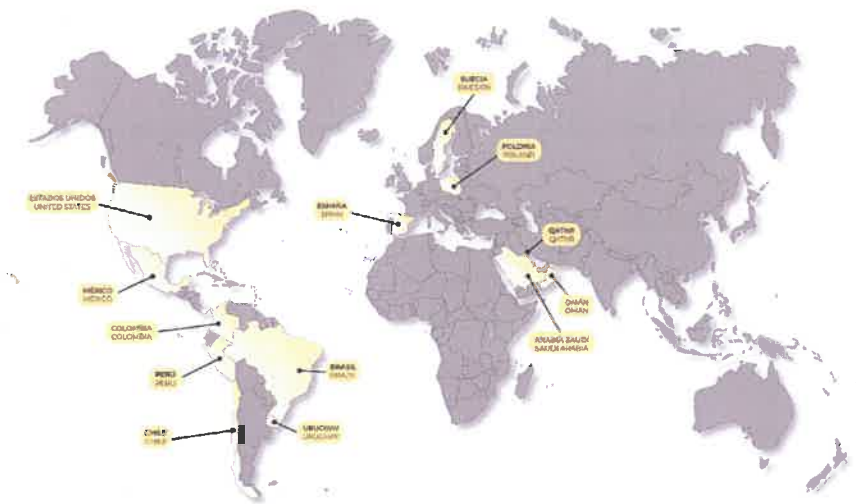 SUECIA
SWEDEN
POLONIA
POLAND
ESTADOS UNIDOS
UNITED STATES
ESPAÑA
SPAIN
QATAR
QATAR
MÉXICO
MEXICO
OMÁN
OMAN
COLOMBIA
COLOMBIA
ARABIA SAUDI
SAUDI ARABIA
PERÚ
PERU
BRASIL
BRAZIL
CHILE
CHILE
URUGUAY
URUGUAY